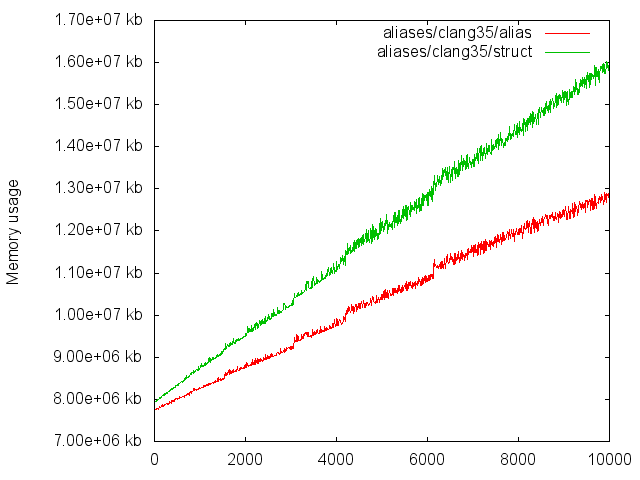 1.70e+07 kb
1.60e+07 kb
1.50e+07 kb
1.40e+07 kb
1.30e+07 kb
1.20e+07 kb
1.10e+07 kb
1.00e+07 kb
9.00e+06 kb
8.00e+06 kb
7.00e+06 kb
Memory usage
aliases/clang35/alias
aliases/clang35/struct
0 2000 4000 6000 8000 10000